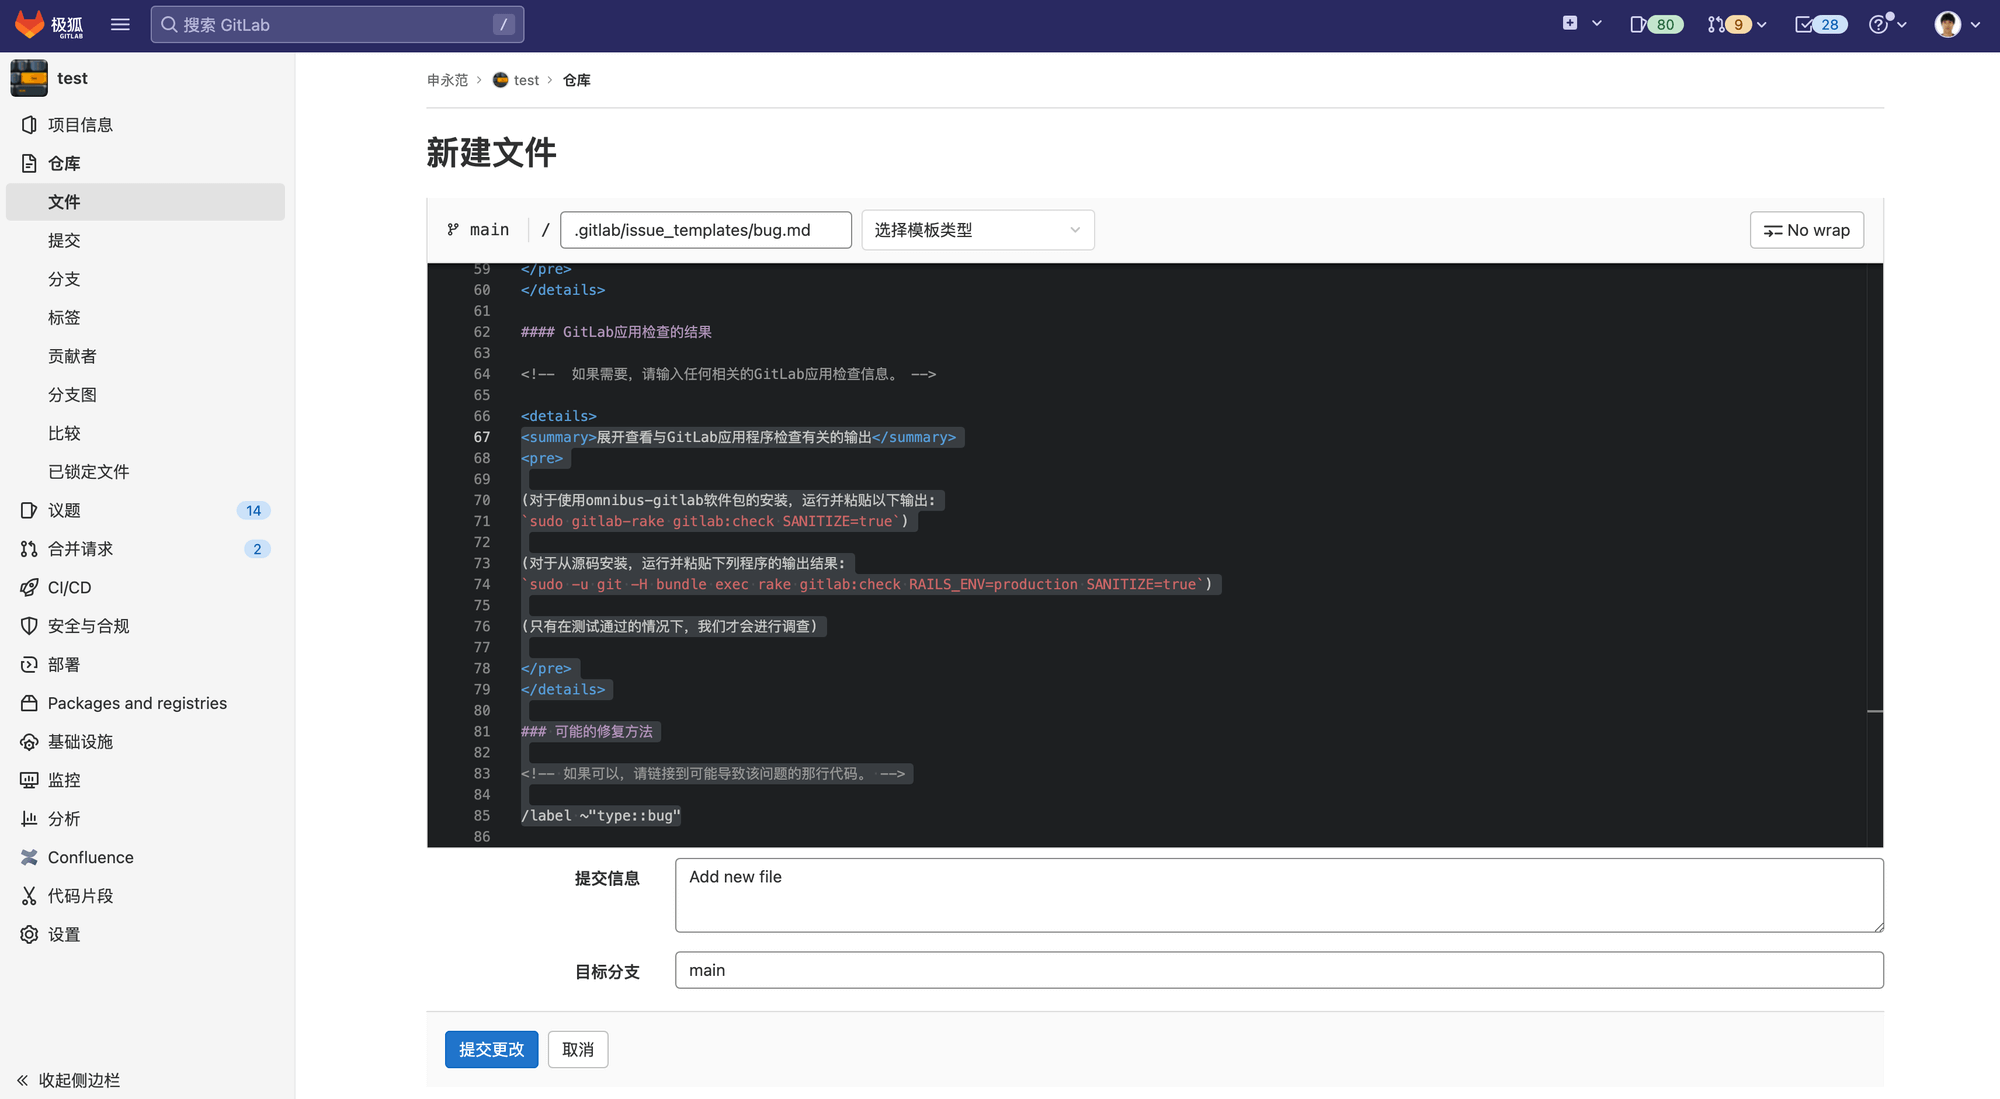 极狐
GITLAB
搜索 GitLab
/
80
9
28
test
项目信息
仓库
文件
提交
分支
标签
贡献者
分支图
比较
已锁定文件
议题
14
合并请求
2
CI/CD
安全与合规
部署
Packages and registries
基础设施
监控
分析
Confluence
代码片段
设置
收起侧边栏
申永范 > test > 仓库
新建文件
main / .gitlab/issue_templates/bug.md 选择模板类型 No wrap
59 </pre>
60 </details>
61
62 #### GitLab应用检查的结果
63
64 <!-- 如果需要，请输入任何相关的GitLab应用检查信息。 -->
65
66 <details>
67 <summary>展开查看与GitLab应用程序检查有关的输出</summary>
68 <pre>
69
70 (对于使用omnibus-gitlab软件包的安装，运行并粘贴以下输出:
71 `sudo gitlab-rake gitlab:check SANITIZE=true`)
72
73 (对于从源码安装，运行并粘贴下列程序的输出结果:
74 `sudo -u git -H bundle exec rake gitlab:check RAILS_ENV=production SANITIZE=true`)
75
76 (只有在测试通过的情况下，我们才会进行调查)
77
78 </pre>
79 </details>
80
81 ### 可能的修复方法
82
83 <!-- 如果可以，请链接到可能导致该问题的那行代码。 -->
84
85 /label ~"type::bug"
86
提交信息
Add new file
目标分支
main
提交更改
取消